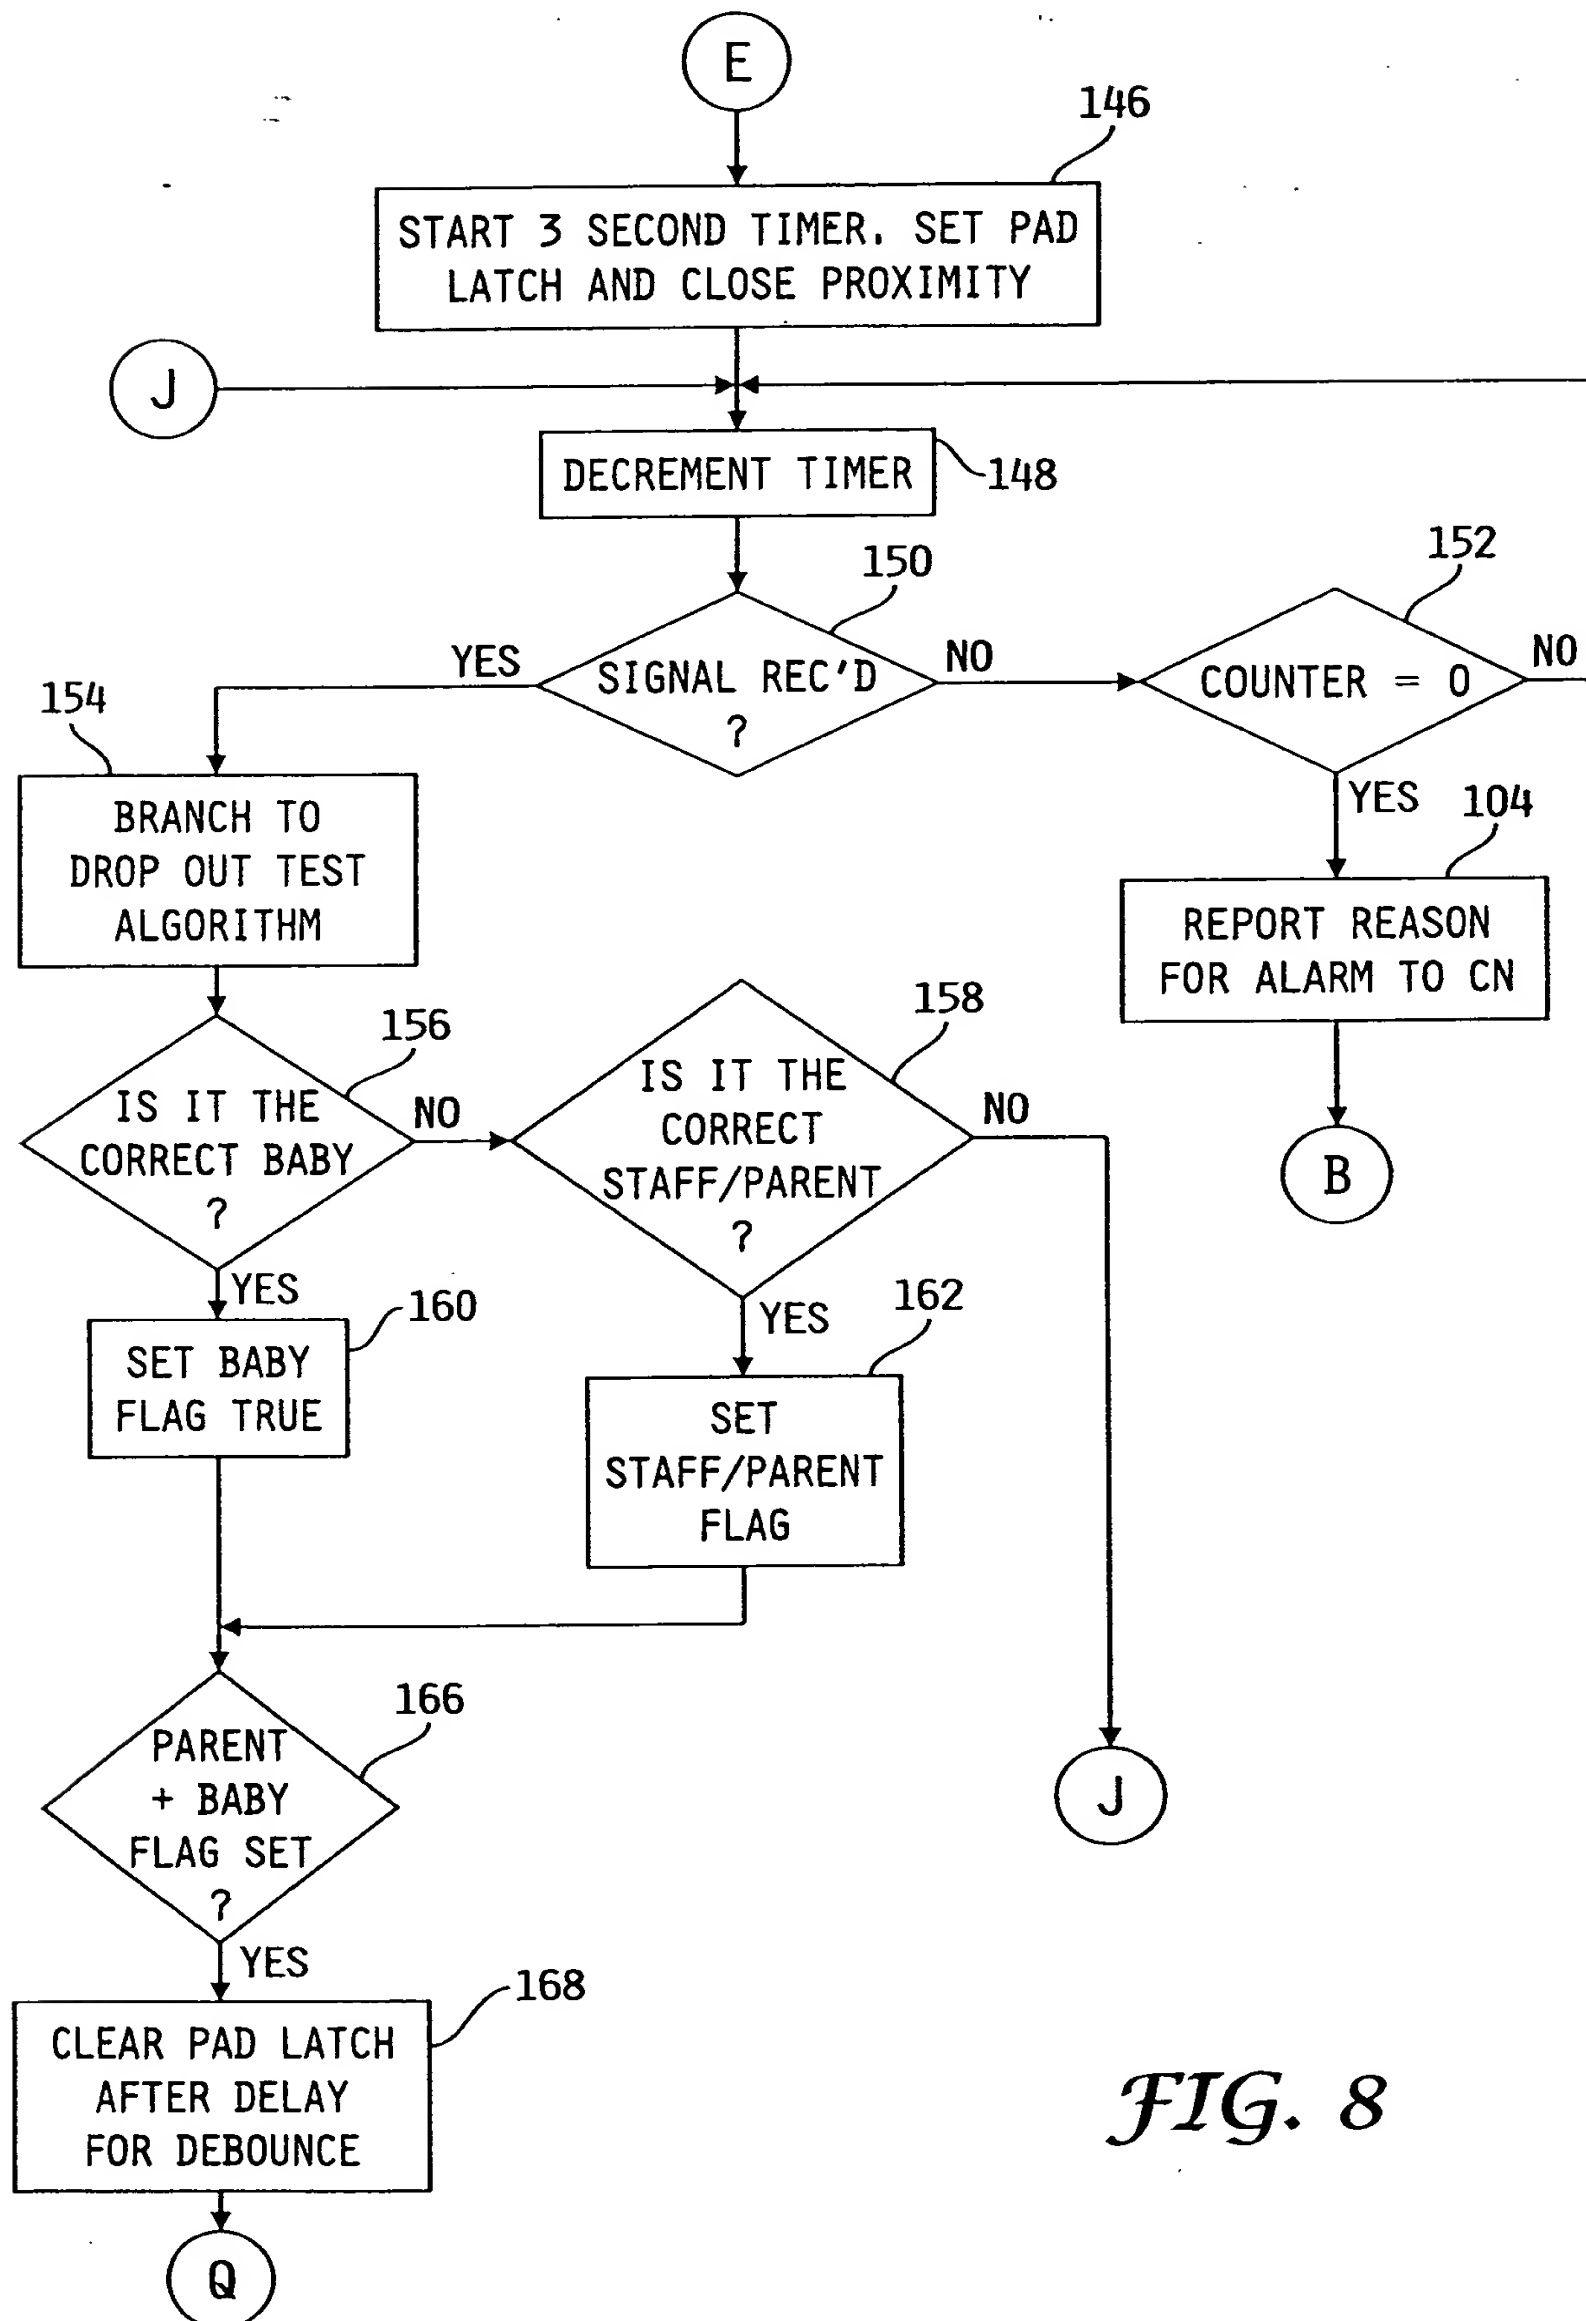 E
146
START 3 SECOND TIMER. SET PAD
LATCH AND CLOSE PROXIMITY
J
DECREMENT TIMER
148
150
152
YES
SIGNAL REC'D
?
NO
COUNTER = 0
NO
154
BRANCH TO
DROP OUT TEST
ALGORITHM
YES
104
REPORT REASON
FOR ALARM TO CN
B
156
IS IT THE
CORRECT BABY
?
NO
158
IS IT THE
CORRECT
STAFF/PARENT
?
NO
YES
160
SET BABY
FLAG TRUE
YES
162
SET
STAFF/PARENT
FLAG
166
PARENT
+ BABY
FLAG SET
?
J
YES
168
CLEAR PAD LATCH
AFTER DELAY
FOR DEBOUNCE
Q
FIG. 8